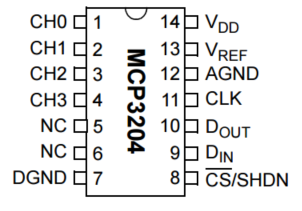 CH0 1 14 VDD
CH1 2 13 VREF
CH2 3 12 AGND
CH3 4 11 CLK
NC 5 10 DOUT
NC 6 9 DIN
DGND 7 8 C̅S̅/SHDN
MCP3204